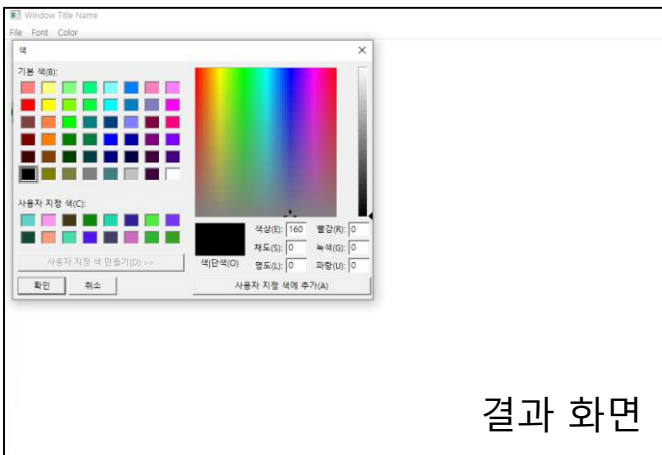 Window Title Name
File Font Color
색
기본 색(B):
사용자 지정 색(C):
사용자 지정 색 만들기(D) >>
확인 취소
색|단색(O)
색상(E): 160 빨강(R): 0
채도(S): 0 녹색(G): 0
명도(L): 0 파랑(U): 0
사용자 지정 색에 추가(A)
결과 화면